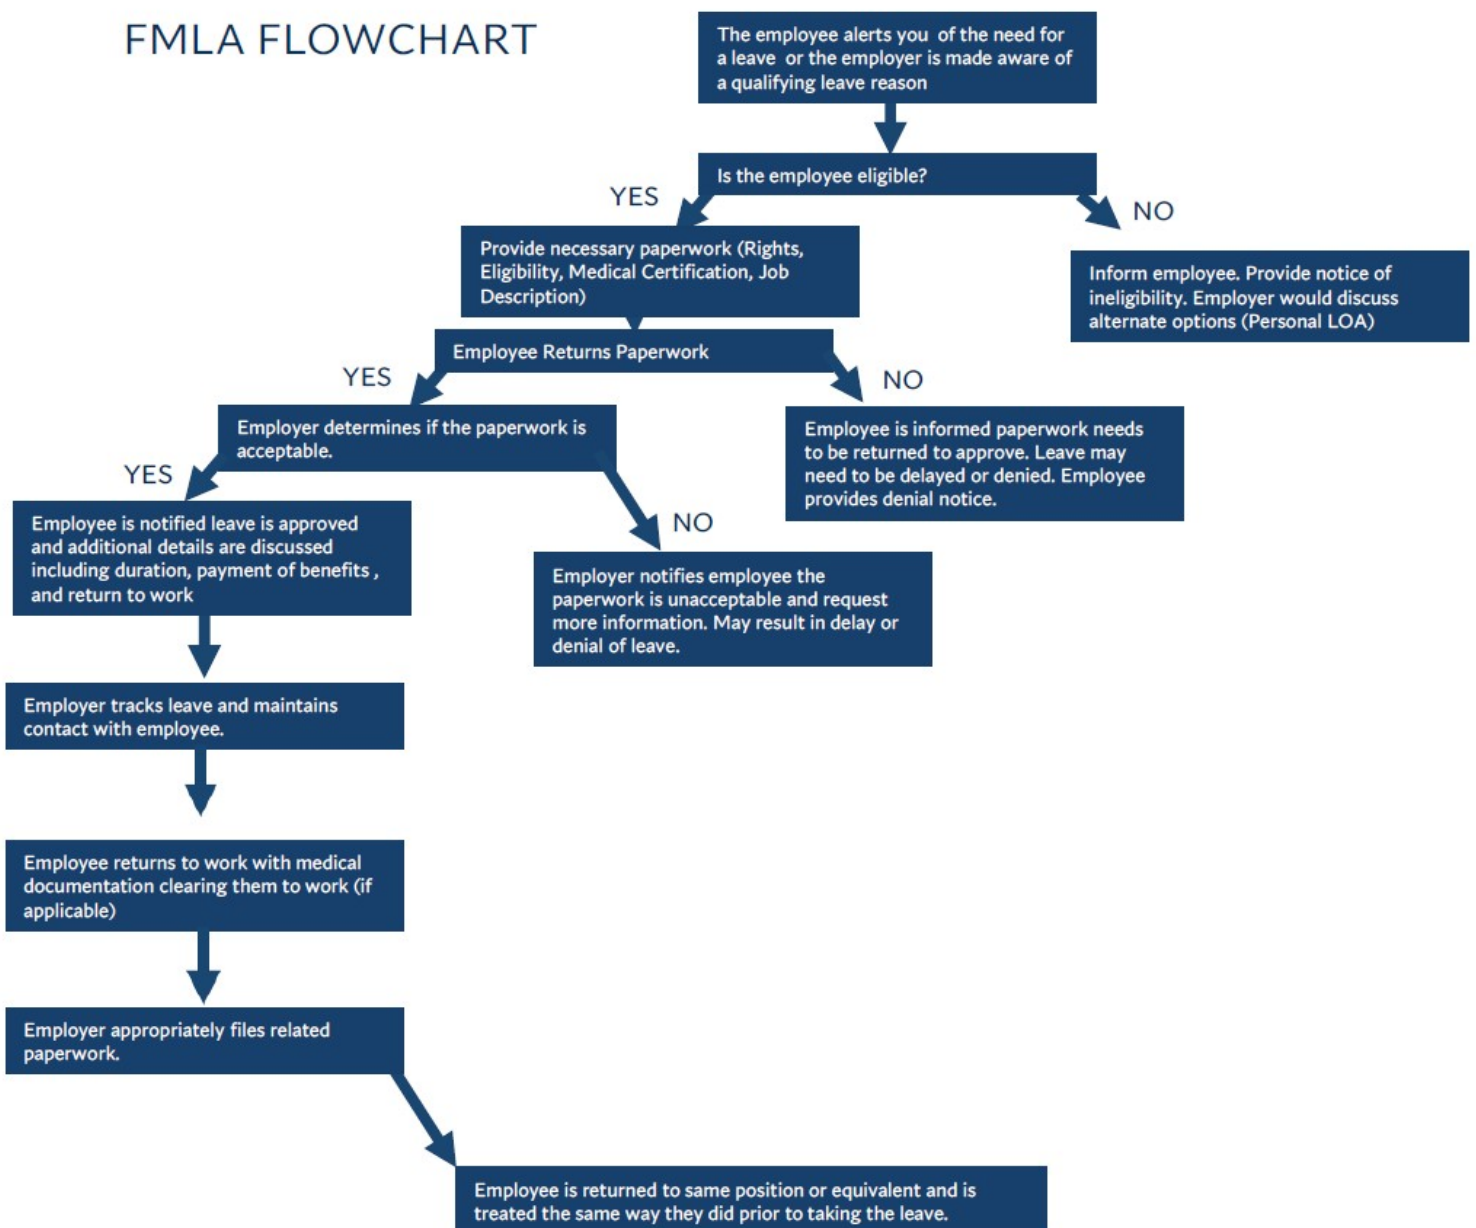 FMLA FLOWCHART
The employee alerts you of the need for
a leave or the employer is made aware of
a qualifying leave reason
Is the employee eligible?
YES
NO
Provide necessary paperwork (Rights,
Eligibility, Medical Certification, Job
Description)
Inform employee. Provide notice of
ineligibility. Employer would discuss
alternate options (Personal LOA)
Employee Returns Paperwork
YES
NO
Employer determines if the paperwork is
acceptable.
Employee is informed paperwork needs
to be returned to approve. Leave may
need to be delayed or denied. Employee
provides denial notice.
YES
NO
Employee is notified leave is approved
and additional details are discussed
including duration, payment of benefits ,
and return to work
Employer notifies employee the
paperwork is unacceptable and request
more information. May result in delay or
denial of leave.
Employer tracks leave and maintains
contact with employee.
Employee returns to work with medical
documentation clearing them to work (if
applicable)
Employer appropriately files related
paperwork.
Employee is returned to same position or equivalent and is
treated the same way they did prior to taking the leave.